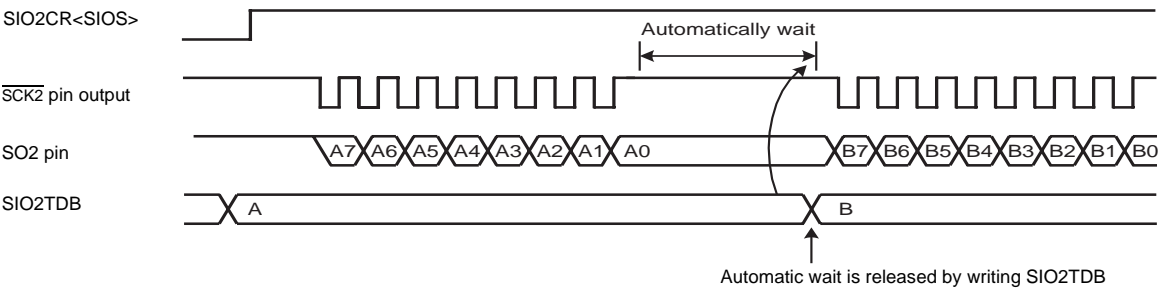 SIO2CR<SIOS>
Automatically wait
SCK2 pin output
SO2 pin
A7 A6 A5 A4 A3 A2 A1 A0 B7 B6 B5 B4 B3 B2 B1 B0
SIO2TDB
A B
Automatic wait is released by writing SIO2TDB